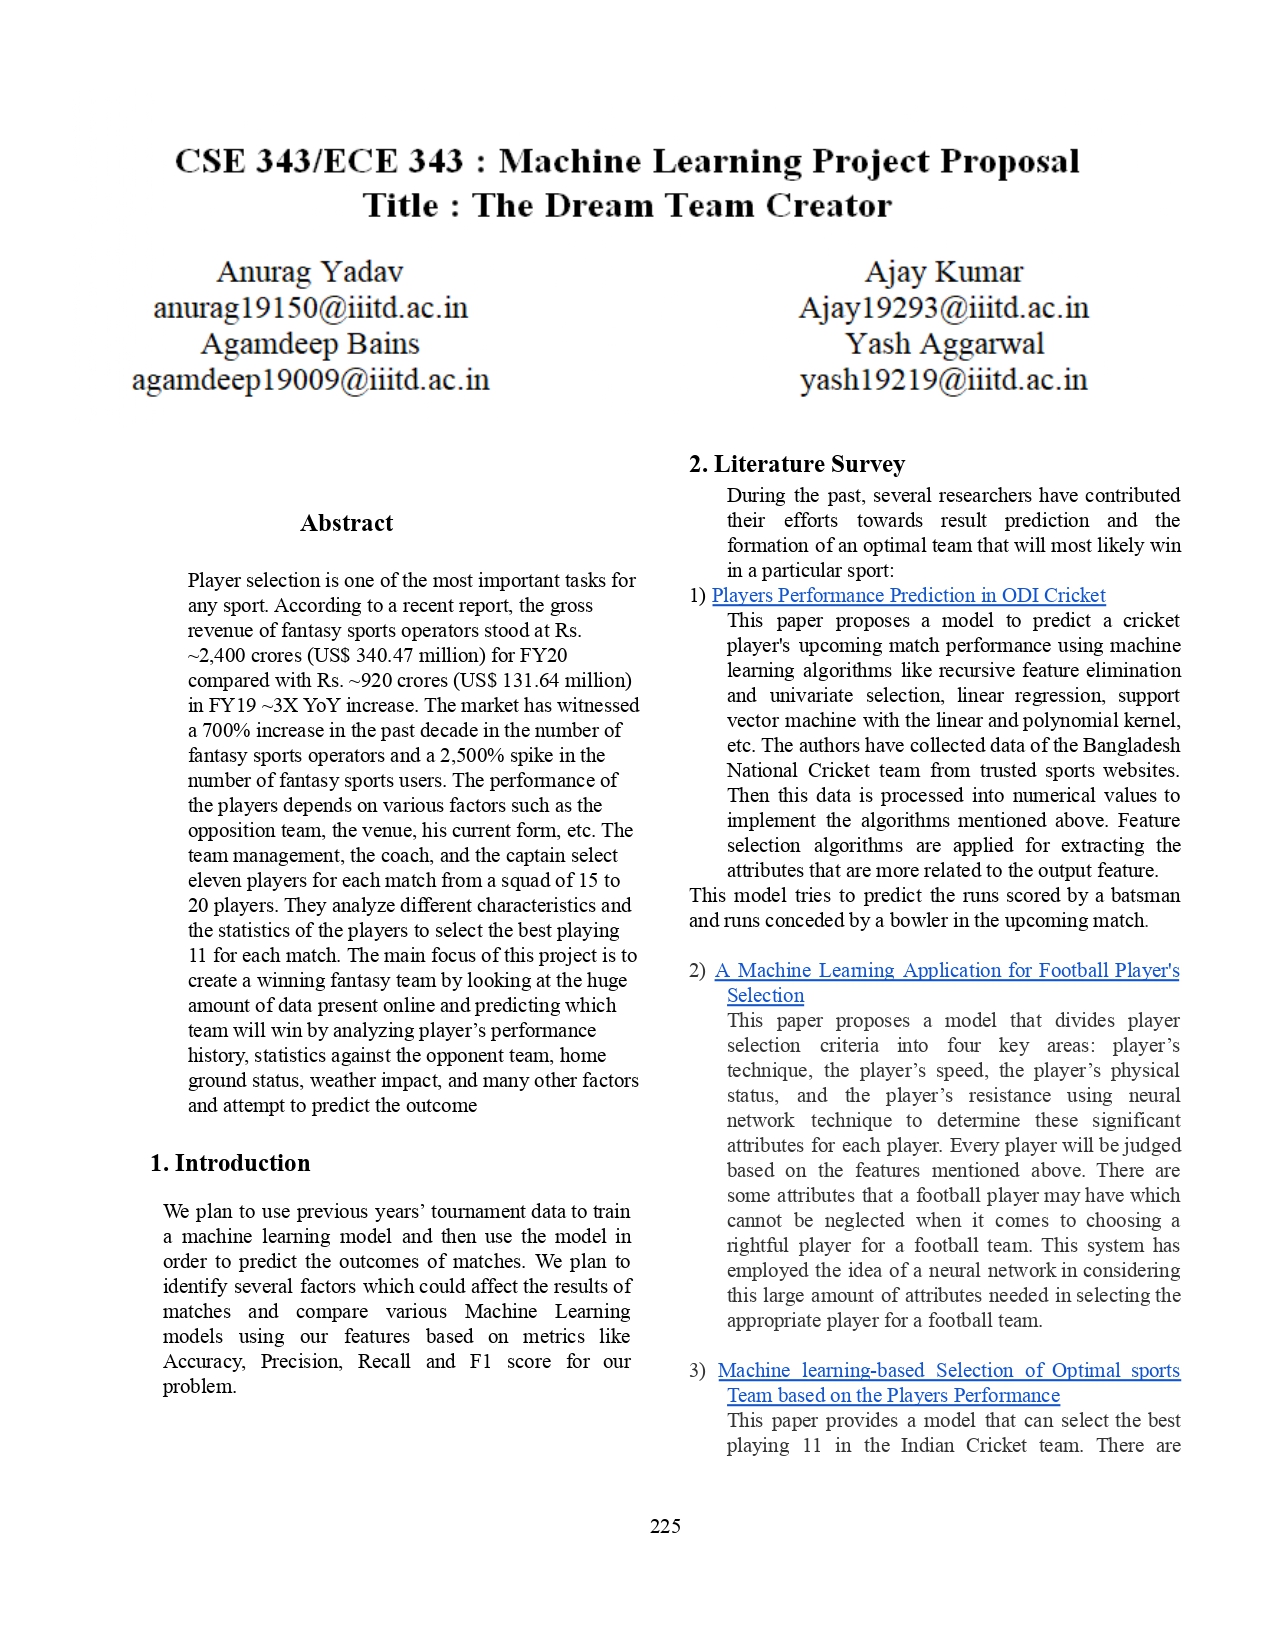 CSE 343/ECE 343 : Machine Learning Project Proposal
Title : The Dream Team Creator
Anurag Yadav
anurag19150@iiitd.ac.in
Agamdeep Bains
agamdeep19009@iiitd.ac.in
Ajay Kumar
Ajay19293@iiitd.ac.in
Yash Aggarwal
yash19219@iiitd.ac.in
Abstract
Player selection is one of the most important tasks for
any sport. According to a recent report, the gross
revenue of fantasy sports operators stood at Rs.
~2,400 crores (US$ 340.47 million) for FY20
compared with Rs. ~920 crores (US$ 131.64 million)
in FY19 ~3X YoY increase. The market has witnessed
a 700% increase in the past decade in the number of
fantasy sports operators and a 2,500% spike in the
number of fantasy sports users. The performance of
the players depends on various factors such as the
opposition team, the venue, his current form, etc. The
team management, the coach, and the captain select
eleven players for each match from a squad of 15 to
20 players. They analyze different characteristics and
the statistics of the players to select the best playing
11 for each match. The main focus of this project is to
create a winning fantasy team by looking at the huge
amount of data present online and predicting which
team will win by analyzing player’s performance
history, statistics against the opponent team, home
ground status, weather impact, and many other factors
and attempt to predict the outcome
1. Introduction
We plan to use previous years’ tournament data to train
a machine learning model and then use the model in
order to predict the outcomes of matches. We plan to
identify several factors which could affect the results of
matches and compare various Machine Learning
models using our features based on metrics like
Accuracy, Precision, Recall and F1 score for our
problem.
2. Literature Survey
During the past, several researchers have contributed
their efforts towards result prediction and the
formation of an optimal team that will most likely win
in a particular sport:
1) Players Performance Prediction in ODI Cricket
This paper proposes a model to predict a cricket
player's upcoming match performance using machine
learning algorithms like recursive feature elimination
and univariate selection, linear regression, support
vector machine with the linear and polynomial kernel,
etc. The authors have collected data of the Bangladesh
National Cricket team from trusted sports websites.
Then this data is processed into numerical values to
implement the algorithms mentioned above. Feature
selection algorithms are applied for extracting the
attributes that are more related to the output feature.
This model tries to predict the runs scored by a batsman
and runs conceded by a bowler in the upcoming match.
2) A Machine Learning Application for Football Player's
Selection
This paper proposes a model that divides player
selection criteria into four key areas: player’s
technique, the player’s speed, the player’s physical
status, and the player’s resistance using neural
network technique to determine these significant
attributes for each player. Every player will be judged
based on the features mentioned above. There are
some attributes that a football player may have which
cannot be neglected when it comes to choosing a
rightful player for a football team. This system has
employed the idea of a neural network in considering
this large amount of attributes needed in selecting the
appropriate player for a football team.
3) Machine learning-based Selection of Optimal sports
Team based on the Players Performance
This paper provides a model that can select the best
playing 11 in the Indian Cricket team. There are
225